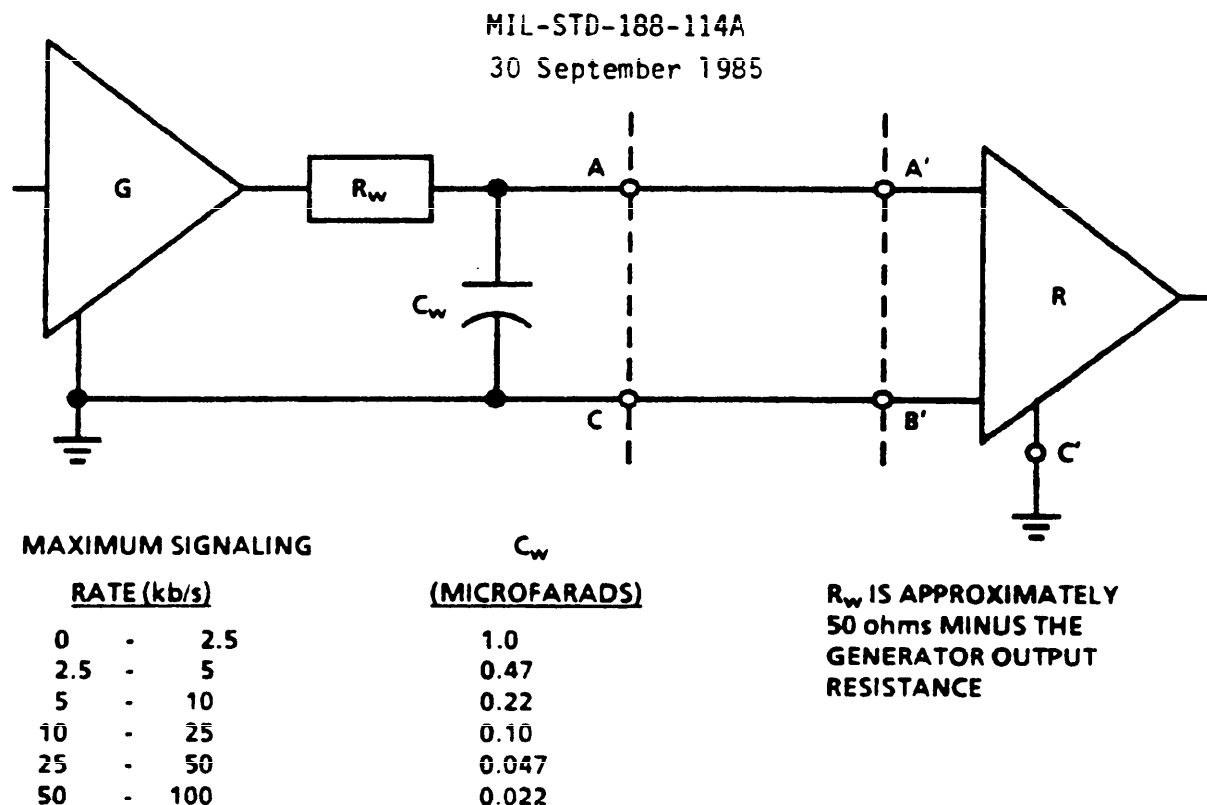 MIL-STD-188-114A
30 September 1985
G
Rw
Cw
A
C
A'
B'
R
C'
MAXIMUM SIGNALING
RATE (kb/s)
Cw
(MICROFARADS)
0 - 2.5 1.0
2.5 - 5 0.47
5 - 10 0.22
10 - 25 0.10
25 - 50 0.047
50 - 100 0.022
Rw IS APPROXIMATELY
50 ohms MINUS THE
GENERATOR OUTPUT
RESISTANCE